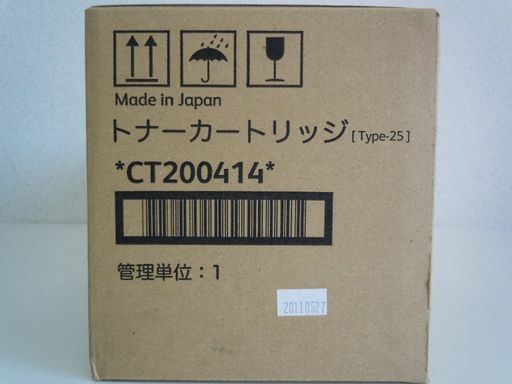 Made in Japan
トナーカートリッジ [Type-25]
*CT200414*
管理単位：1
20110527